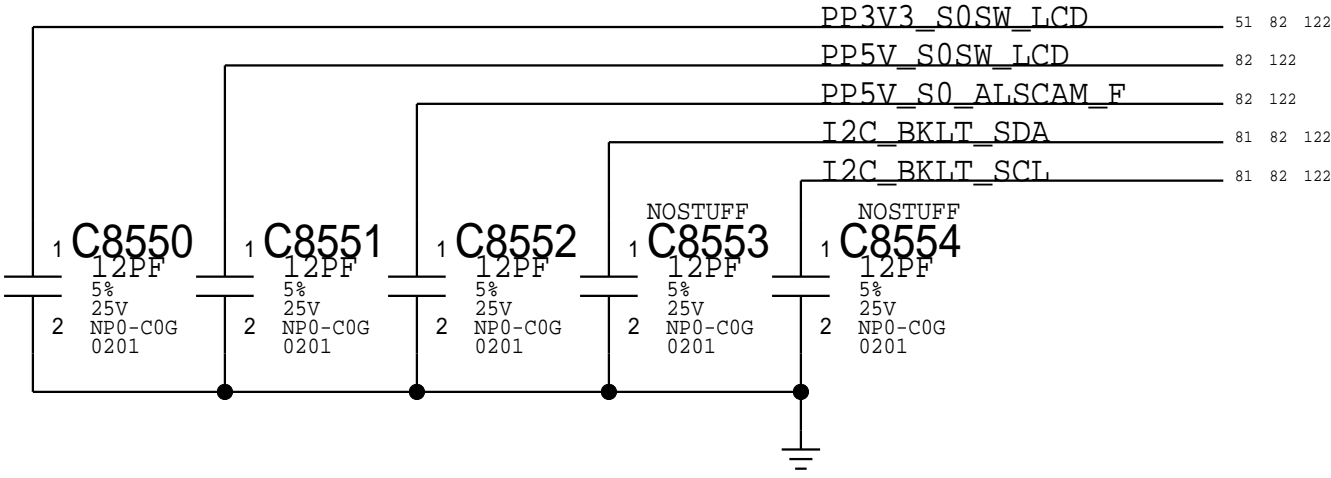 PP3V3_S0SW_LCD 51 82 122
PP5V_S0SW_LCD 82 122
PP5V_S0_ALSCAM_F 82 122
I2C_BKLT_SDA 81 82 122
I2C_BKLT_SCL 81 82 122
NOSTUFF NOSTUFF
1 C8550 1 C8551 1 C8552 1 C8553 1 C8554
12PF 12PF 12PF 12PF 12PF
5% 5% 5% 5% 5%
25V 25V 25V 25V 25V
2 NP0-C0G 2 NP0-C0G 2 NP0-C0G 2 NP0-C0G 2 NP0-C0G
0201 0201 0201 0201 0201